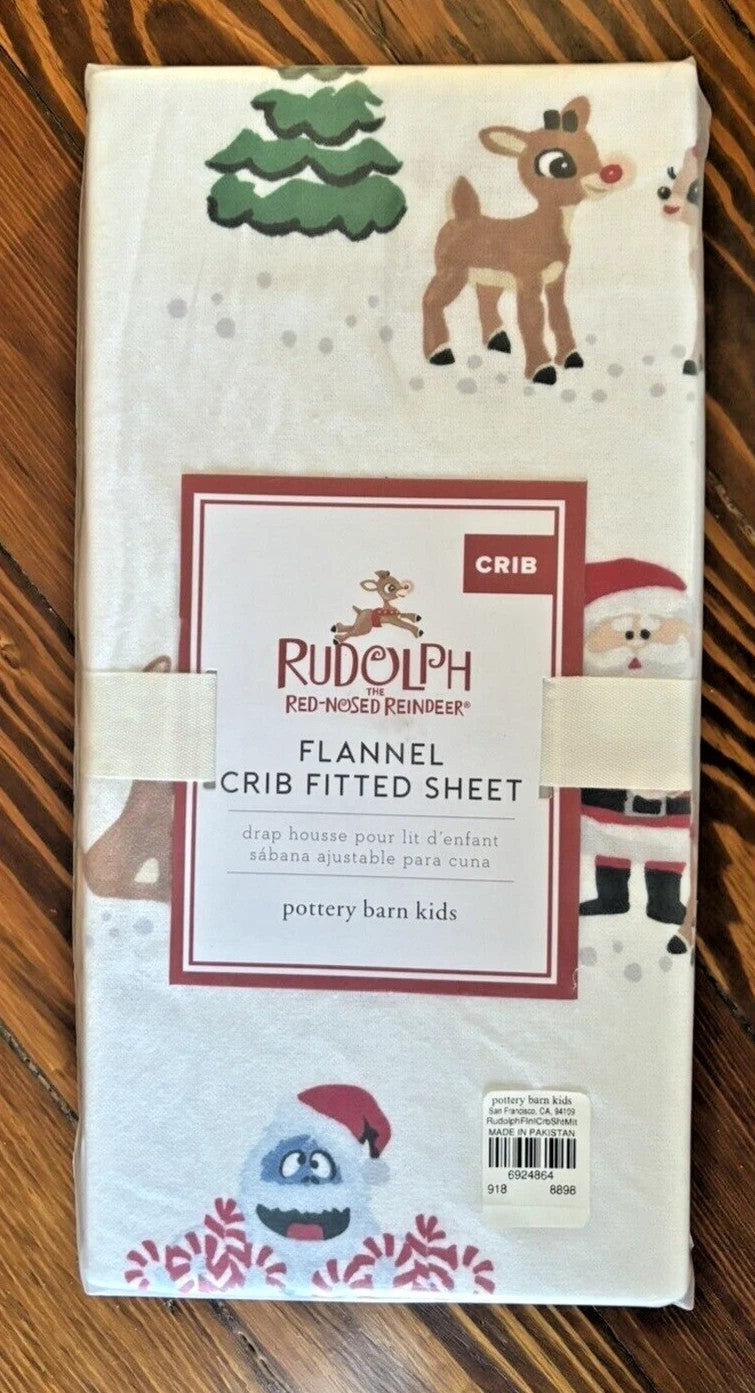 CRIB
RUDOLPH
THE
RED-NOSED REINDEER®
FLANNEL
CRIB FITTED SHEET
drap housse pour lit d'enfant
sábana ajustable para cuna
pottery barn kids
pottery barn kids
San Francisco, CA, 94109
RudolphFlnlCrbShtMlt
MADE IN PAKISTAN
6924864
918 8898